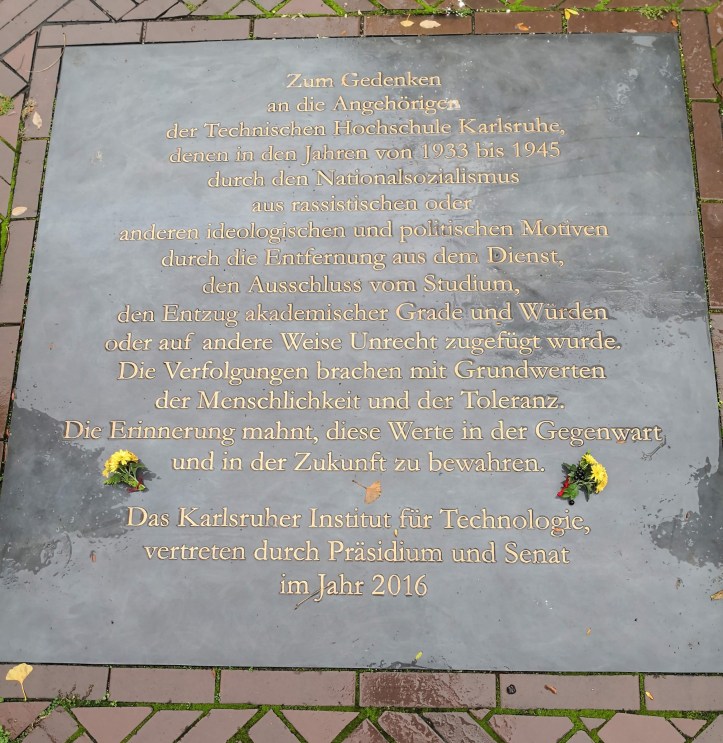 Zum Gedenken
an die Angehörigen
der Technischen Hochschule Karlsruhe,
denen in den Jahren von 1933 bis 1945
durch den Nationalsozialismus
aus rassistischen oder
anderen ideologischen und politischen Motiven
durch die Entfernung aus dem Dienst,
den Ausschluss vom Studium,
den Entzug akademischer Grade und Würden
oder auf andere Weise Unrecht zugefügt wurde.
Die Verfolgungen brachen mit Grundwerten
der Menschlichkeit und der Toleranz.
Die Erinnerung mahnt, diese Werte in der Gegenwart
und in der Zukunft zu bewahren.
Das Karlsruher Institut für Technologie,
vertreten durch Präsidium und Senat
im Jahr 2016